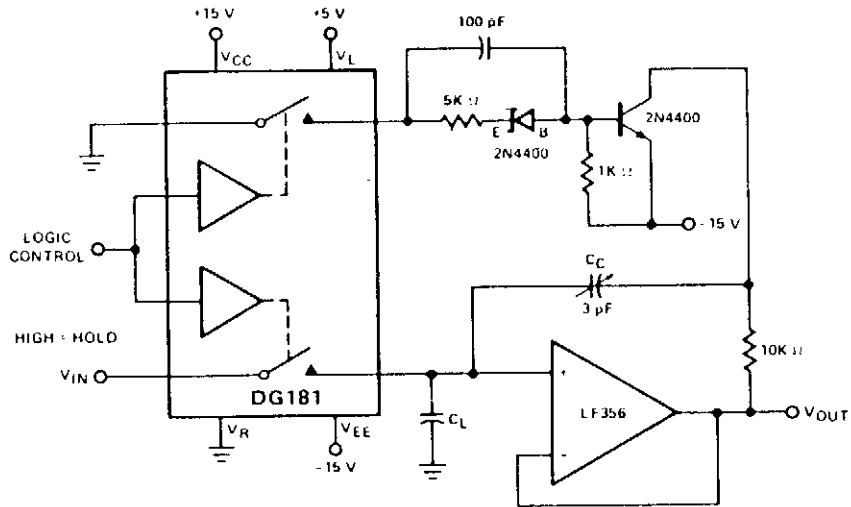 +15 V
+5 V
VCC
VL
100 pF
5K Ω
E
B
2N4400
2N4400
1K Ω
-15 V
LOGIC
CONTROL
HIGH = HOLD
VIN
DG181
CC
3 pF
10K Ω
+
LF356
-
VOUT
CL
VR
VEE
-15 V